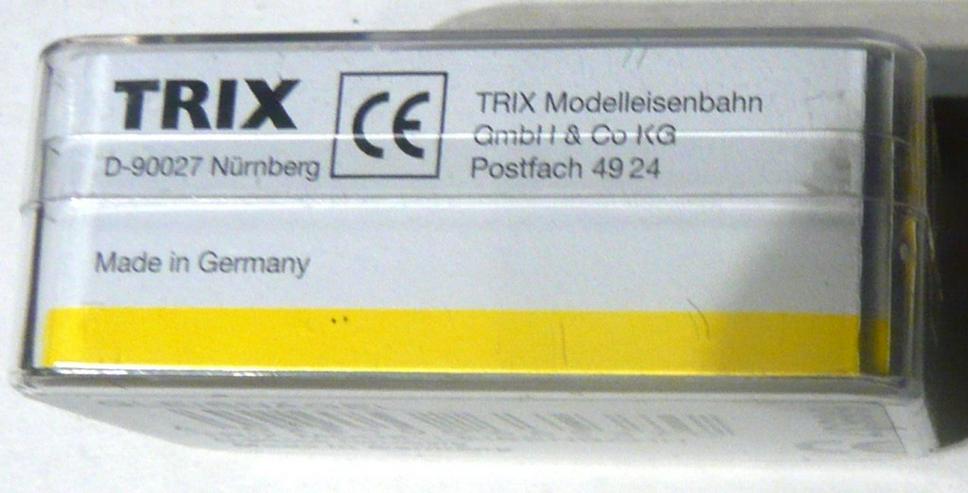 TRIX
D-90027 Nürnberg
CE
TRIX Modelleisenbahn
GmbH & Co KG
Postfach 49 24
Made in Germany